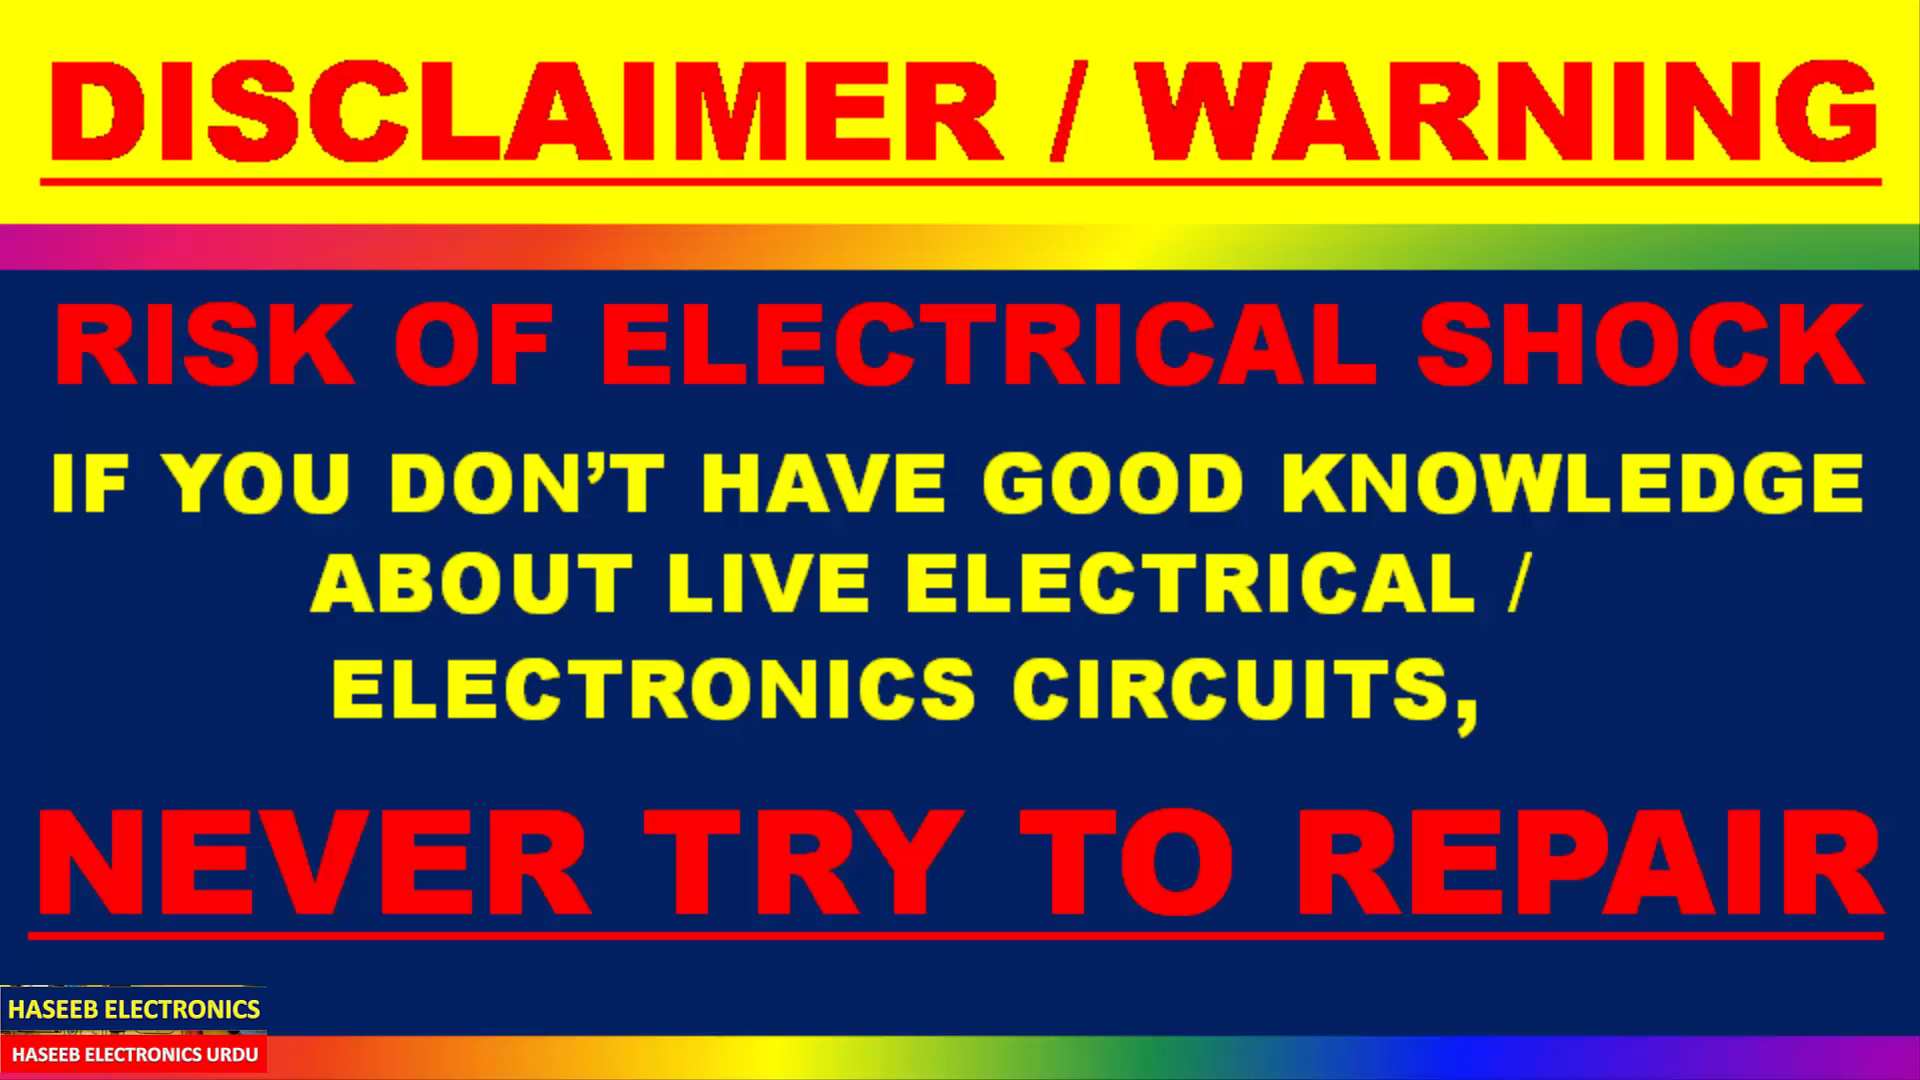 DISCLAIMER / WARNING
RISK OF ELECTRICAL SHOCK
IF YOU DON'T HAVE GOOD KNOWLEDGE
ABOUT LIVE ELECTRICAL /
ELECTRONICS CIRCUITS,
NEVER TRY TO REPAIR
HASEEB ELECTRONICS
HASEEB ELECTRONICS URDU